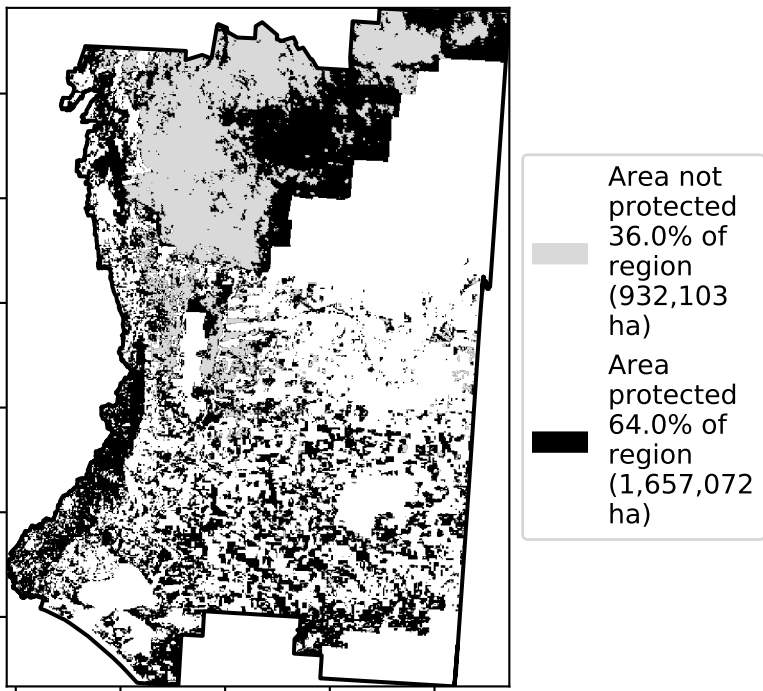 Area not
protected
36.0% of
region
(932,103
ha)
Area
protected
64.0% of
region
(1,657,072
ha)